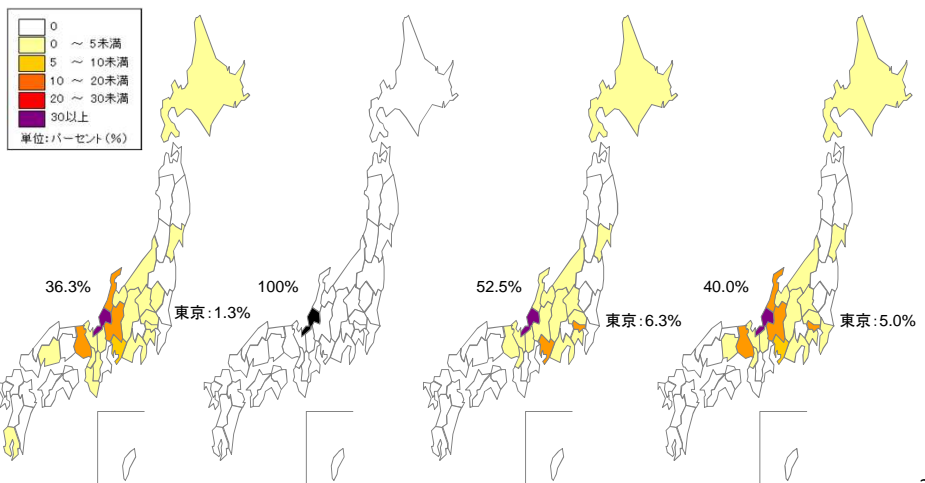 0
0 ～ 5未満
5 ～ 10未満
10 ～ 20未満
20 ～ 30未満
30以上
単位：パーセント(%)
36.3%
東京：1.3%
100%
52.5%
東京：6.3%
40.0%
東京：5.0%